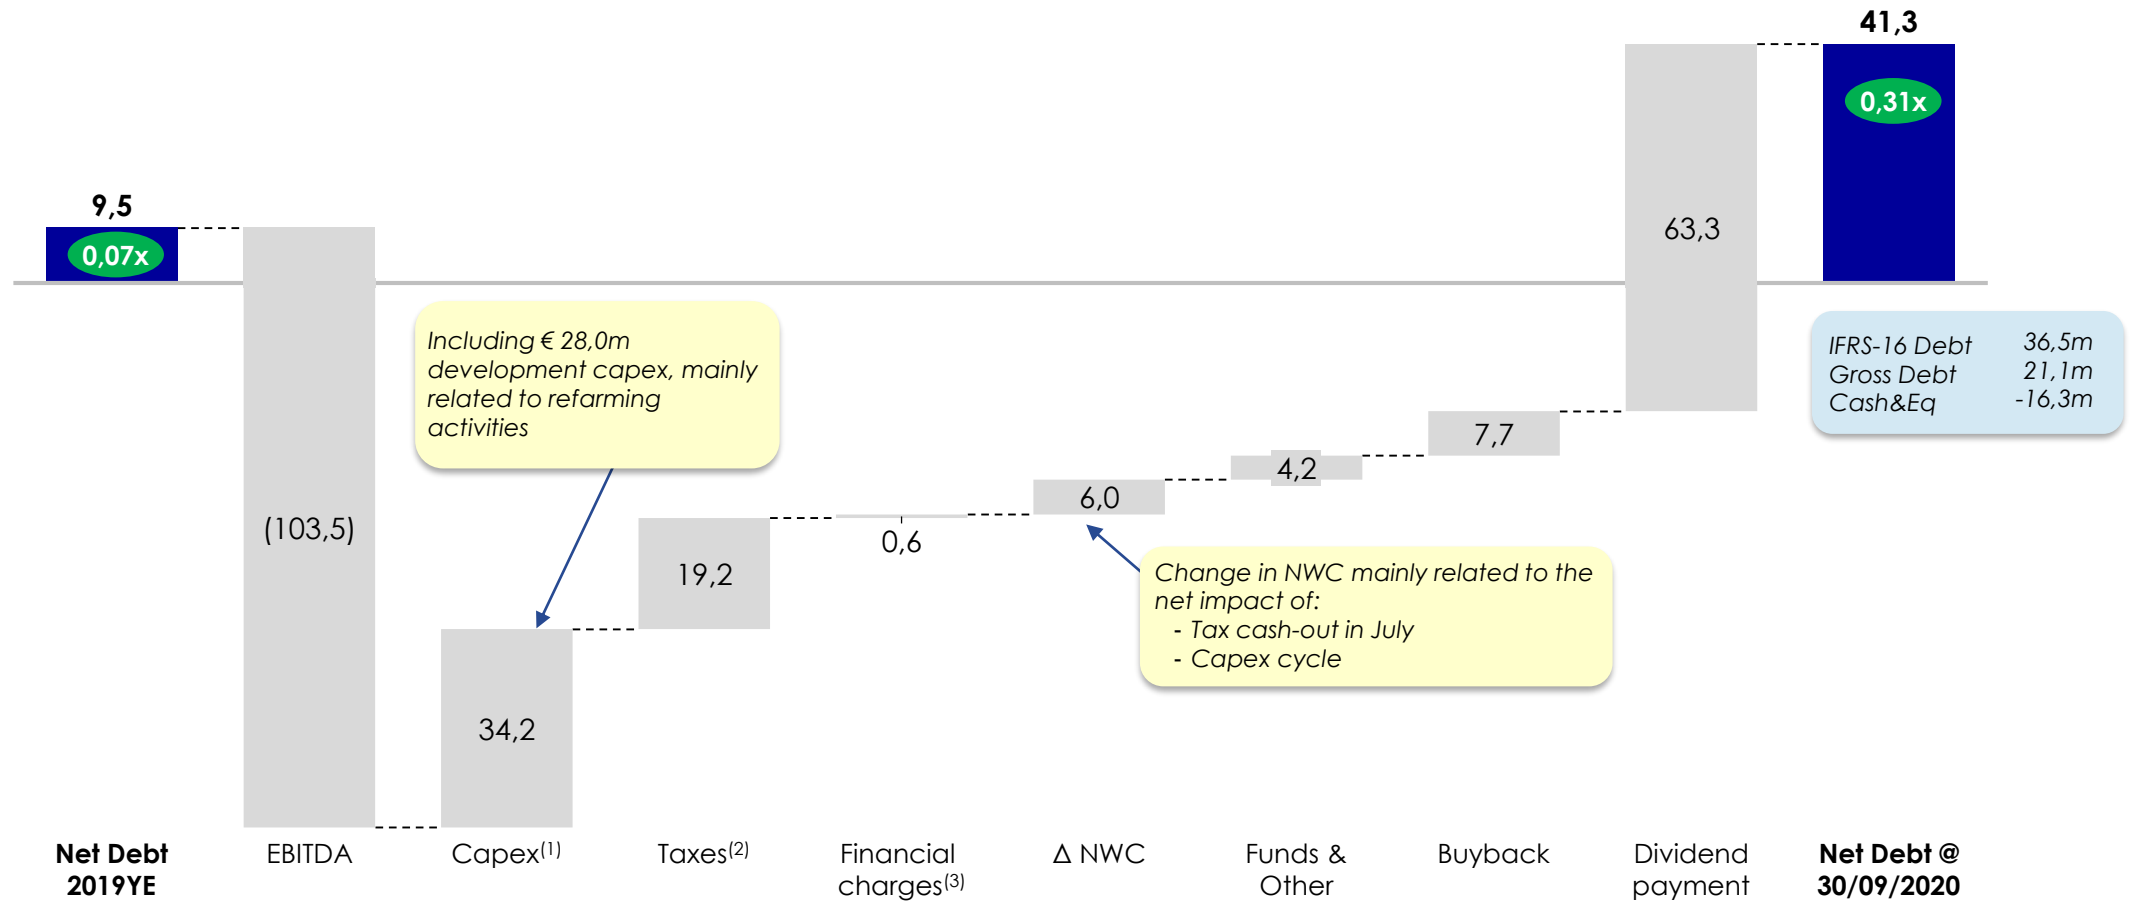 41,3
0,31x
9,5
0,07x
63,3
Including € 28,0m
development capex, mainly
related to refarming
activities
IFRS-16 Debt 36,5m
Gross Debt 21,1m
Cash&Eq -16,3m
7,7
4,2
6,0
(103,5)
0,6
19,2
Change in NWC mainly related to the
net impact of:
- Tax cash-out in July
- Capex cycle
34,2
Net Debt
2019YE
EBITDA
Capex(1)
Taxes(2)
Financial
charges(3)
Δ NWC
Funds &
Other
Buyback
Dividend
payment
Net Debt @
30/09/2020